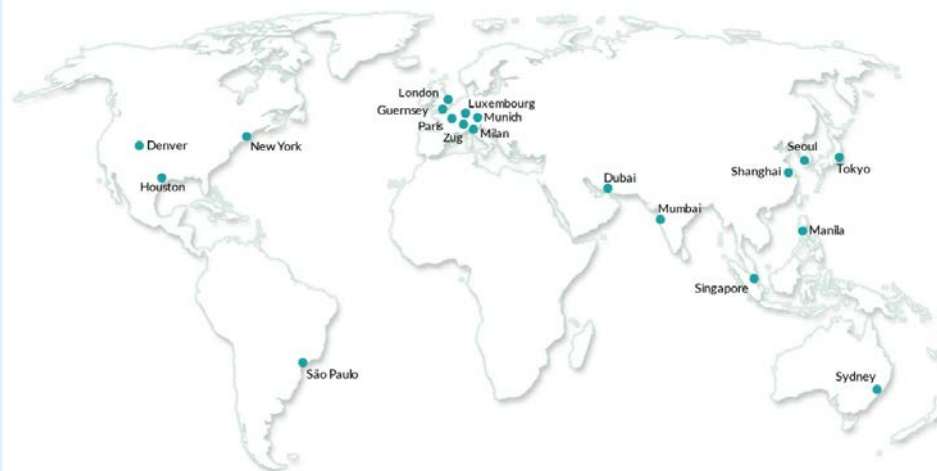 London
Luxembourg
Guernsey
Munich
Paris
Milan
Zug
Denver
New York
Houston
Seoul
Shanghai
Tokyo
Dubai
Mumbai
Manila
Singapore
São Paulo
Sydney